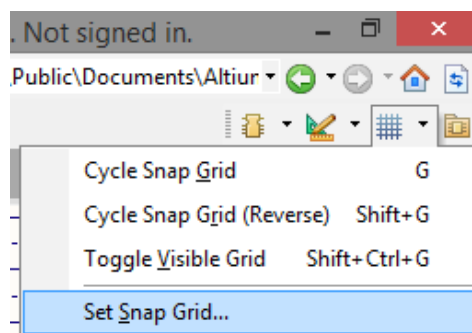 . Not signed in.
\Public\Documents\Altiur
Cycle Snap Grid G
Cycle Snap Grid (Reverse) Shift+G
Toggle Visible Grid Shift+Ctrl+G
Set Snap Grid...